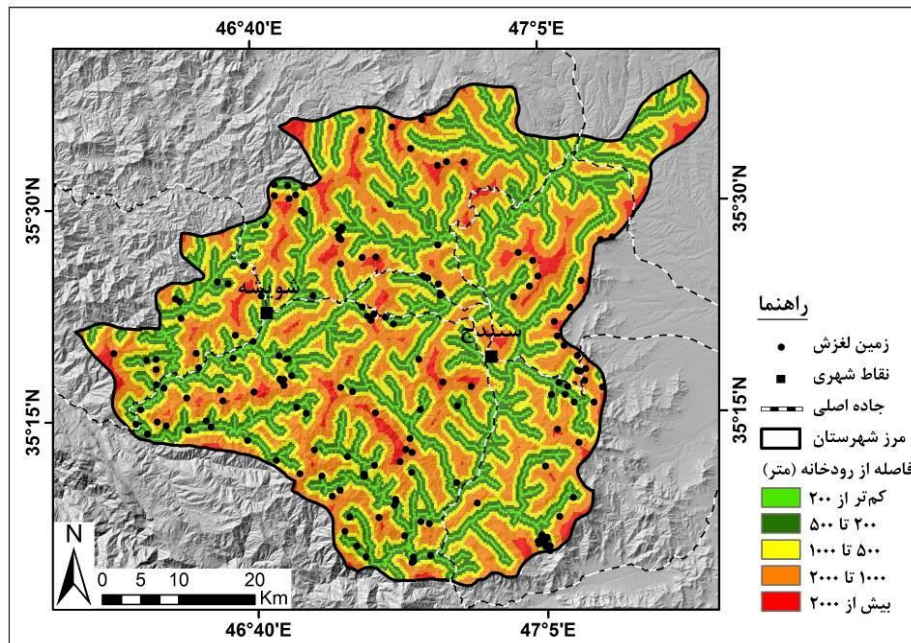 46°40'E 47°5'E
35°30'N 35°30'N
35°15'N 35°15'N
شویشه
سنندج
راهنما
زمین لغزش
نقاط شهری
جاده اصلی
مرز شهرستان
فاصله از رودخانه (متر)
کم‌تر از ۲۰۰
۲۰۰ تا ۵۰۰
۵۰۰ تا ۱۰۰۰
۱۰۰۰ تا ۲۰۰۰
بیش از ۲۰۰۰
N
0 5 10 20
Km
46°40'E 47°5'E